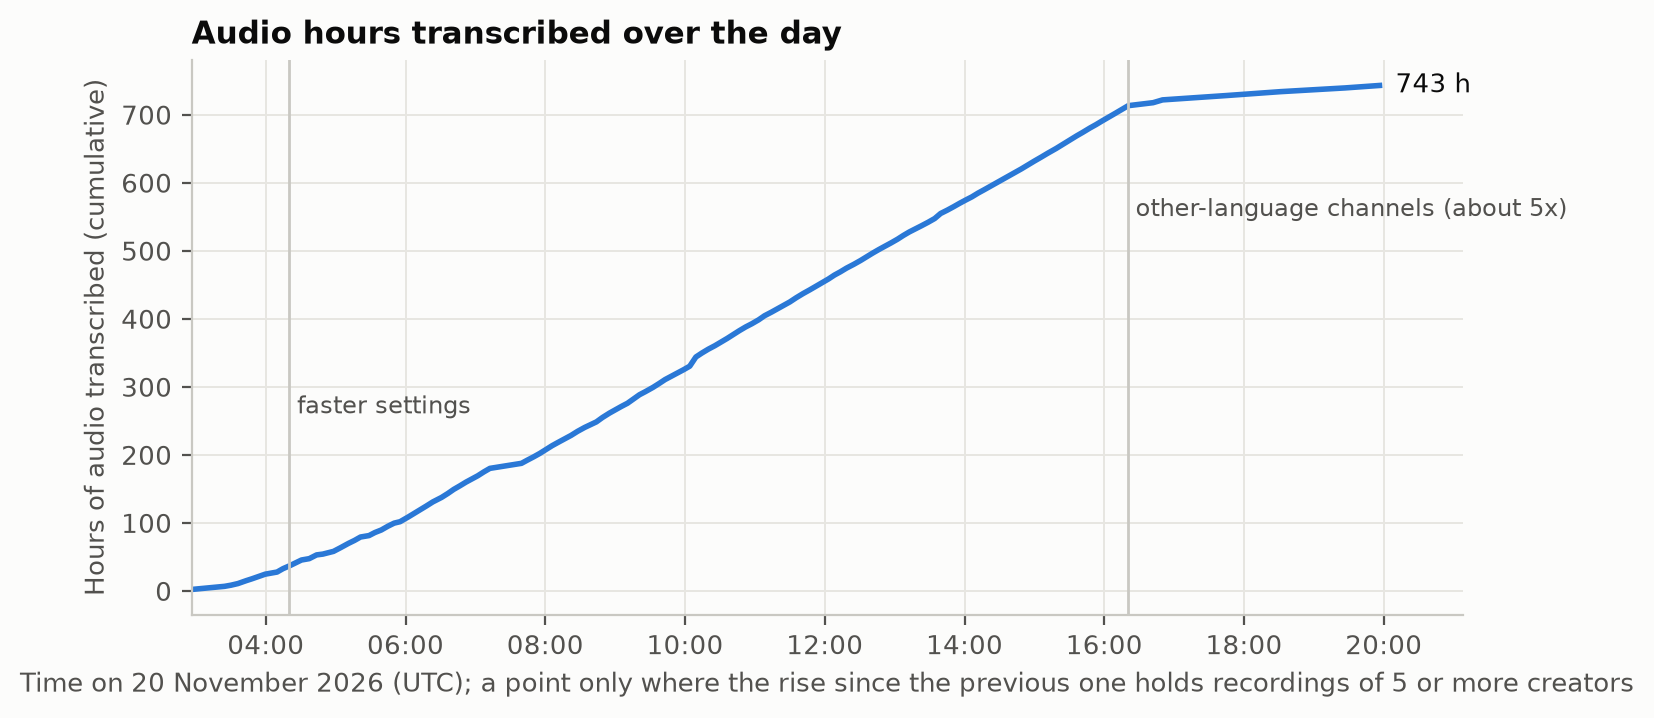 Audio hours transcribed over the day
Hours of audio transcribed (cumulative)
700
600
500
400
300
200
100
0
743 h
other-language channels (about 5x)
faster settings
04:00 06:00 08:00 10:00 12:00 14:00 16:00 18:00 20:00
Time on 20 November 2026 (UTC); a point only where the rise since the previous one holds recordings of 5 or more creators